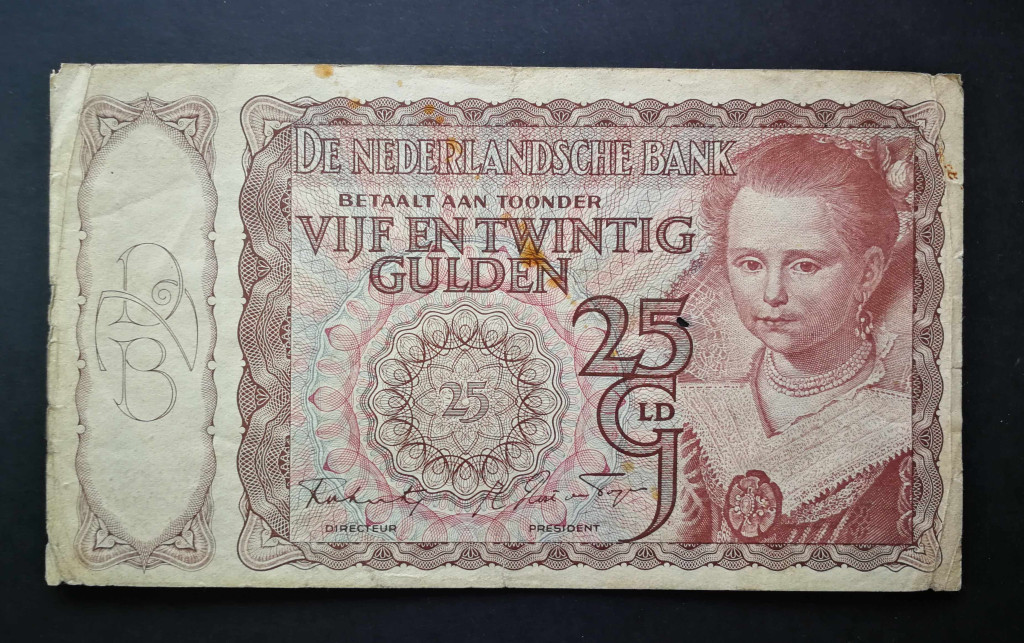 DE NEDERLANDSCHE BANK
BETAALT AAN TOONDER
VIJF EN TWINTIG
GULDEN
25
GLD
25
DNB
DIRECTEUR
PRESIDENT